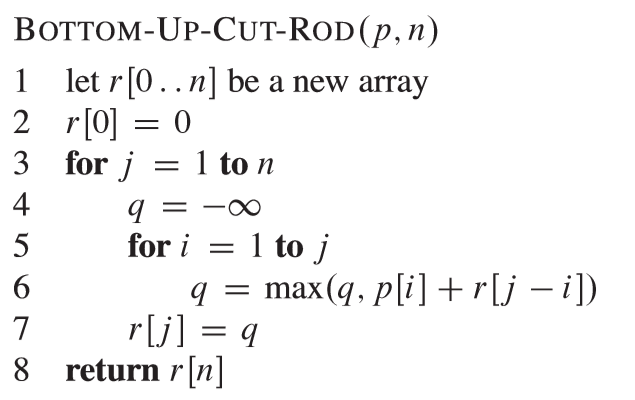 BOTTOM-UP-CUT-ROD(p, n)
1 let r[0..n] be a new array
2 r[0] = 0
3 for j = 1 to n
4 q = −∞
5 for i = 1 to j
6 q = max(q, p[i] + r[j − i])
7 r[j] = q
8 return r[n]